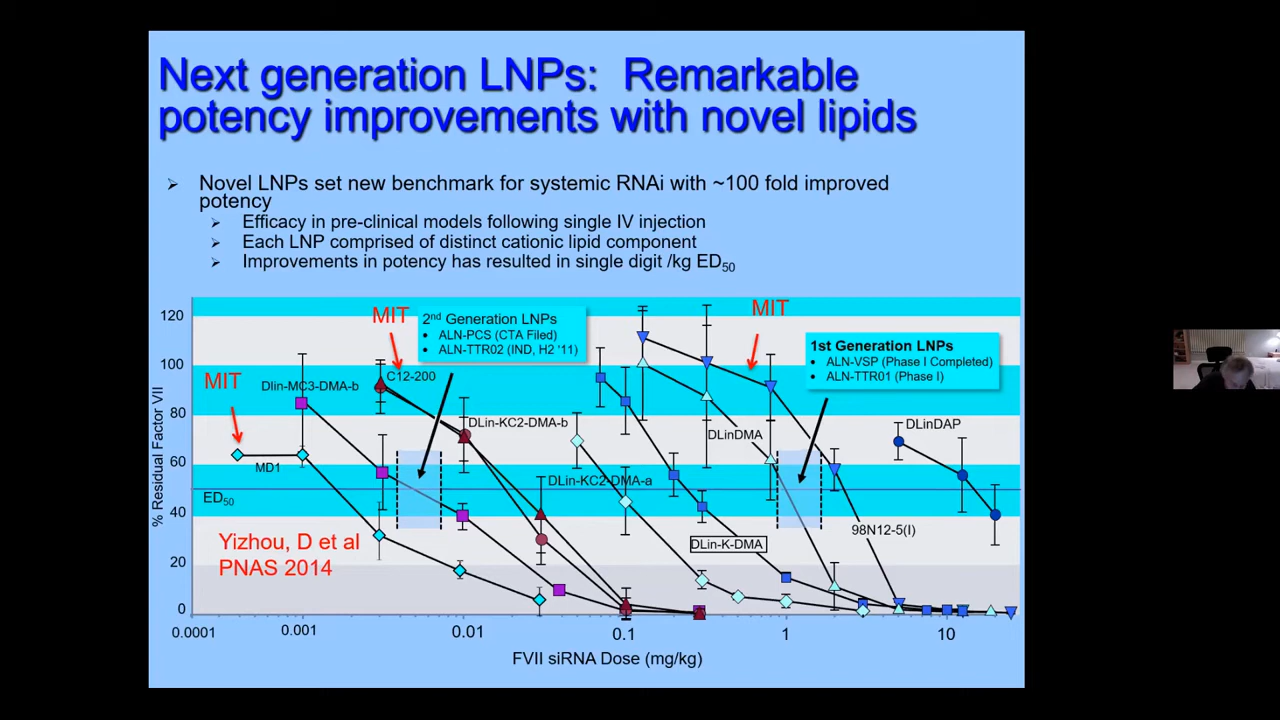 Next generation LNPs: Remarkable
potency improvements with novel lipids
Novel LNPs set new benchmark for systemic RNAi with ~100 fold improved
potency
Efficacy in pre-clinical models following single IV injection
Each LNP comprised of distinct cationic lipid component
Improvements in potency has resulted in single digit /kg ED50
% Residual Factor VII
120
100
80
60
40
20
0
MIT
2nd Generation LNPs
ALN-PCS (CTA Filed)
ALN-TTR02 (IND, H2 '11)
MIT
1st Generation LNPs
ALN-VSP (Phase I Completed)
ALN-TTR01 (Phase I)
MIT
Dlin-MC3-DMA-b
C12-200
DLin-KC2-DMA-b
DLinDMA
DLinDAP
MD1
DLin-KC2-DMA-a
ED50
98N12-5(I)
DLin-K-DMA
Yizhou, D et al
PNAS 2014
0.0001
0.001
0.01
0.1
1
10
FVII siRNA Dose (mg/kg)